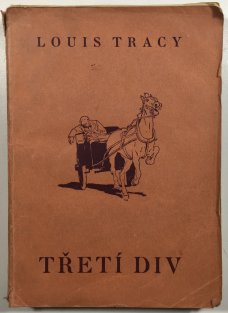 LOUIS TRACY
TŘETÍ DIV